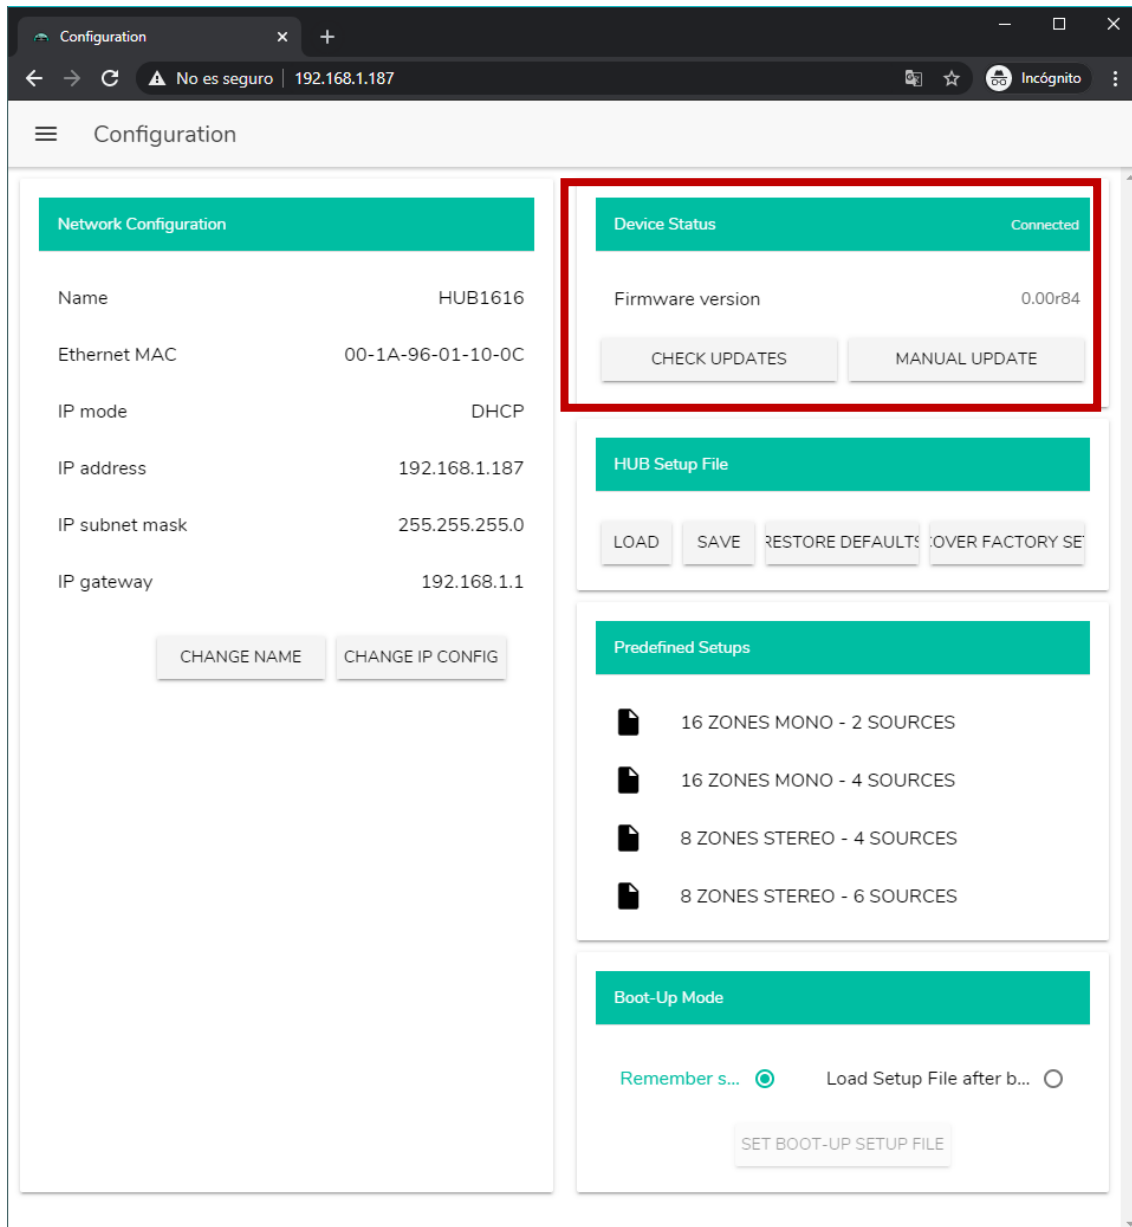 Configuration
No es seguro
192.168.1.187
Incógnito
Configuration
Network Configuration
Name HUB1616
Ethernet MAC 00-1A-96-01-10-0C
IP mode DHCP
IP address 192.168.1.187
IP subnet mask 255.255.255.0
IP gateway 192.168.1.1
CHANGE NAME CHANGE IP CONFIG
Device Status Connected
Firmware version 0.00r84
CHECK UPDATES MANUAL UPDATE
HUB Setup File
LOAD SAVE RESTORE DEFAULTS OVER FACTORY SE
Predefined Setups
16 ZONES MONO - 2 SOURCES
16 ZONES MONO - 4 SOURCES
8 ZONES STEREO - 4 SOURCES
8 ZONES STEREO - 6 SOURCES
Boot-Up Mode
Remember s... Load Setup File after b...
SET BOOT-UP SETUP FILE